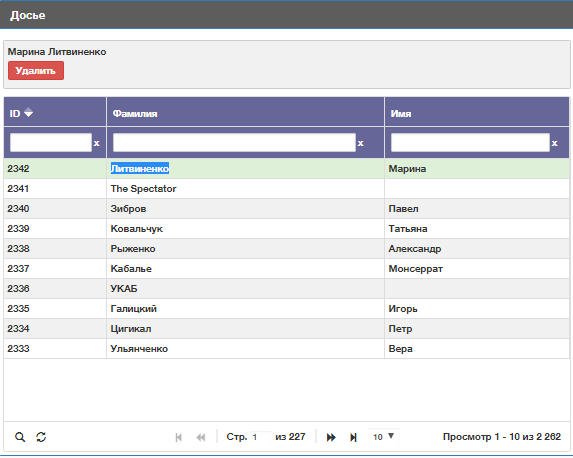 Досье
Марина Литвиненко
Удалить
ID Фамилия Имя
x x x
2342 Литвиненко Марина
2341 The Spectator
2340 Зибров Павел
2339 Ковальчук Татьяна
2338 Рыженко Александр
2337 Кабалье Монсеррат
2336 УКАБ
2335 Галицкий Игорь
2334 Цигикал Петр
2333 Ульянченко Вера
Стр. 1 из 227 10 Просмотр 1 - 10 из 2 262